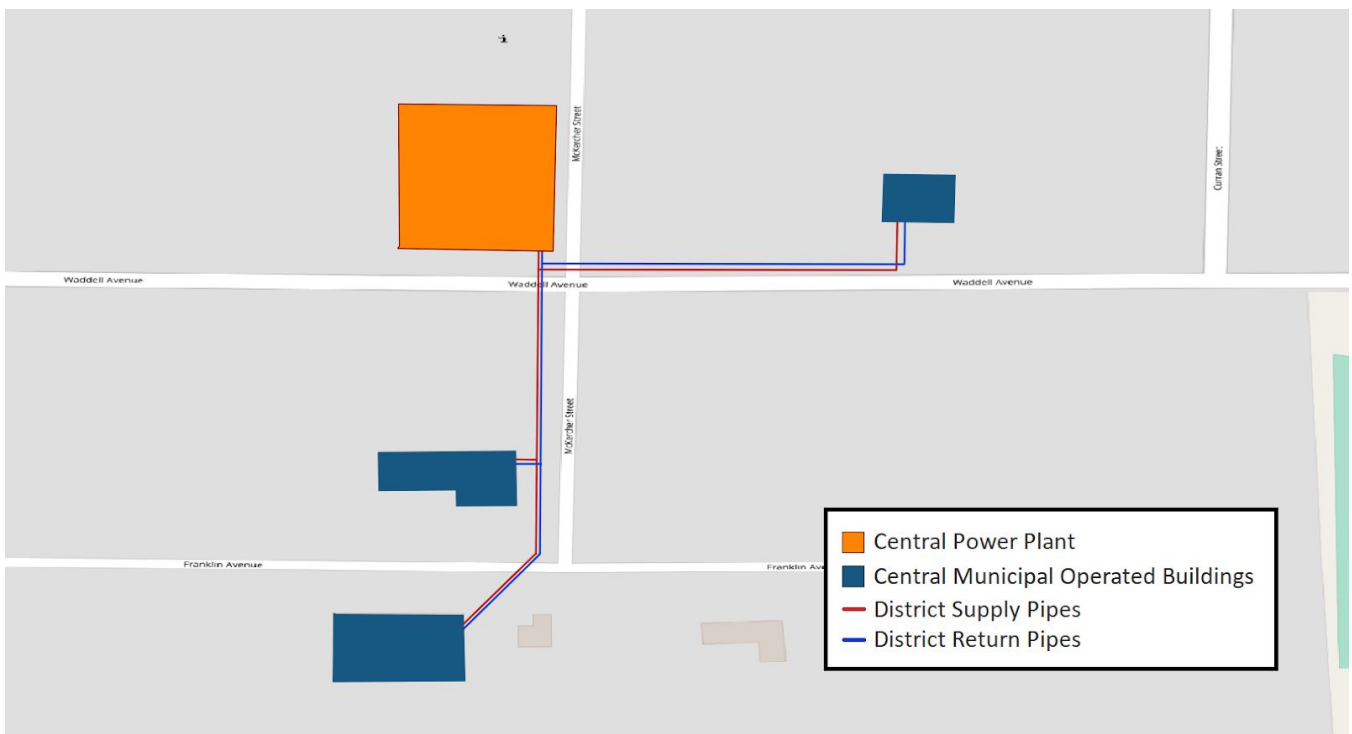 McKercher Street
Curran Street
Waddell Avenue
Waddell Avenue
Waddell Avenue
McKercher Street
Franklin Avenue
Franklin Av
Central Power Plant
Central Municipal Operated Buildings
District Supply Pipes
District Return Pipes